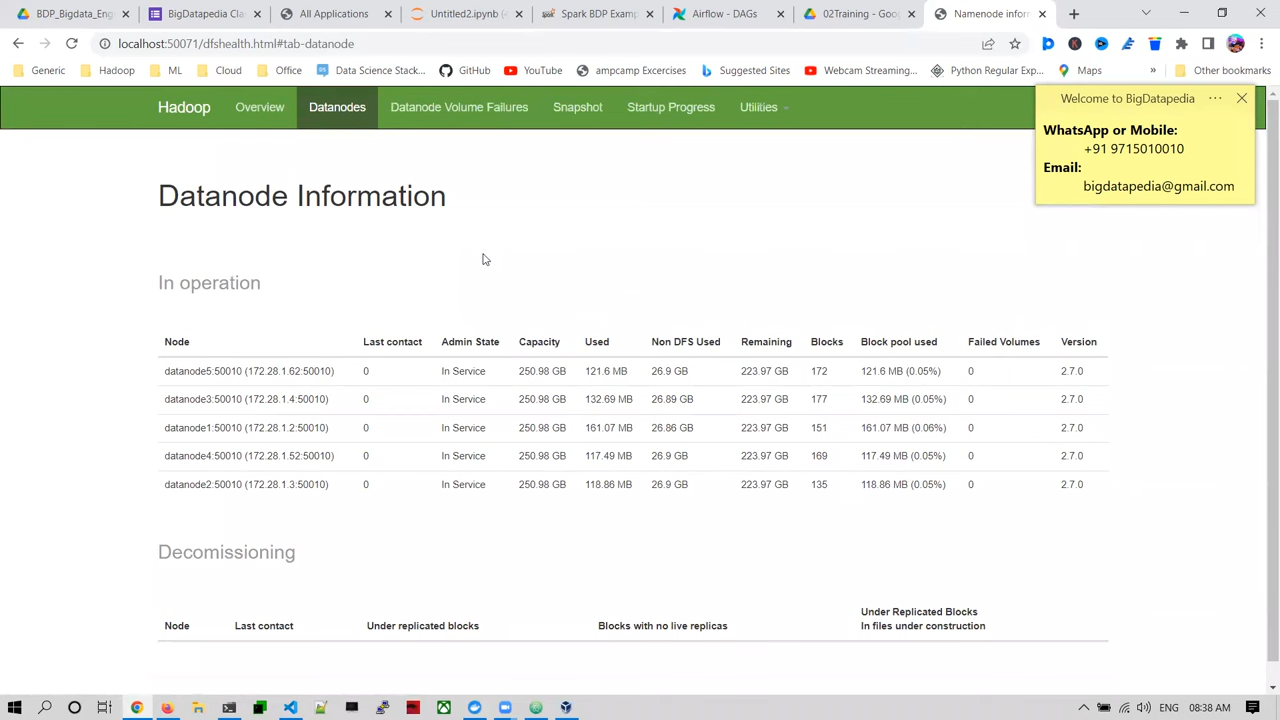 BDP_Bigdata_Eng
BigDatapedia Cla
All Applications
Untitled2.ipynb (4
Spark BDP Examp
Airflow - DAGs
02Training - Goo
Namenode infor
localhost:50071/dfshealth.html#tab-datanode
Generic
Hadoop
ML
Cloud
Office
Data Science Stack...
GitHub
YouTube
ampcamp Excercises
Suggested Sites
Webcam Streaming...
Python Regular Exp...
Maps
»
Other bookmarks
Hadoop Overview Datanodes Datanode Volume Failures Snapshot Startup Progress Utilities
Welcome to BigDatapedia
WhatsApp or Mobile:
+91 9715010010
Email:
bigdatapedia@gmail.com
Datanode Information
In operation
Node Last contact Admin State Capacity Used Non DFS Used Remaining Blocks Block pool used Failed Volumes Version
datanode5:50010 (172.28.1.62:50010) 0 In Service 250.98 GB 121.6 MB 26.9 GB 223.97 GB 172 121.6 MB (0.05%) 0 2.7.0
datanode3:50010 (172.28.1.4:50010) 0 In Service 250.98 GB 132.69 MB 26.89 GB 223.97 GB 177 132.69 MB (0.05%) 0 2.7.0
datanode1:50010 (172.28.1.2:50010) 0 In Service 250.98 GB 161.07 MB 26.86 GB 223.97 GB 151 161.07 MB (0.06%) 0 2.7.0
datanode4:50010 (172.28.1.52:50010) 0 In Service 250.98 GB 117.49 MB 26.9 GB 223.97 GB 169 117.49 MB (0.05%) 0 2.7.0
datanode2:50010 (172.28.1.3:50010) 0 In Service 250.98 GB 118.86 MB 26.9 GB 223.97 GB 135 118.86 MB (0.05%) 0 2.7.0
Decomissioning
Node Last contact Under replicated blocks Blocks with no live replicas Under Replicated Blocks
In files under construction
ENG 08:38 AM